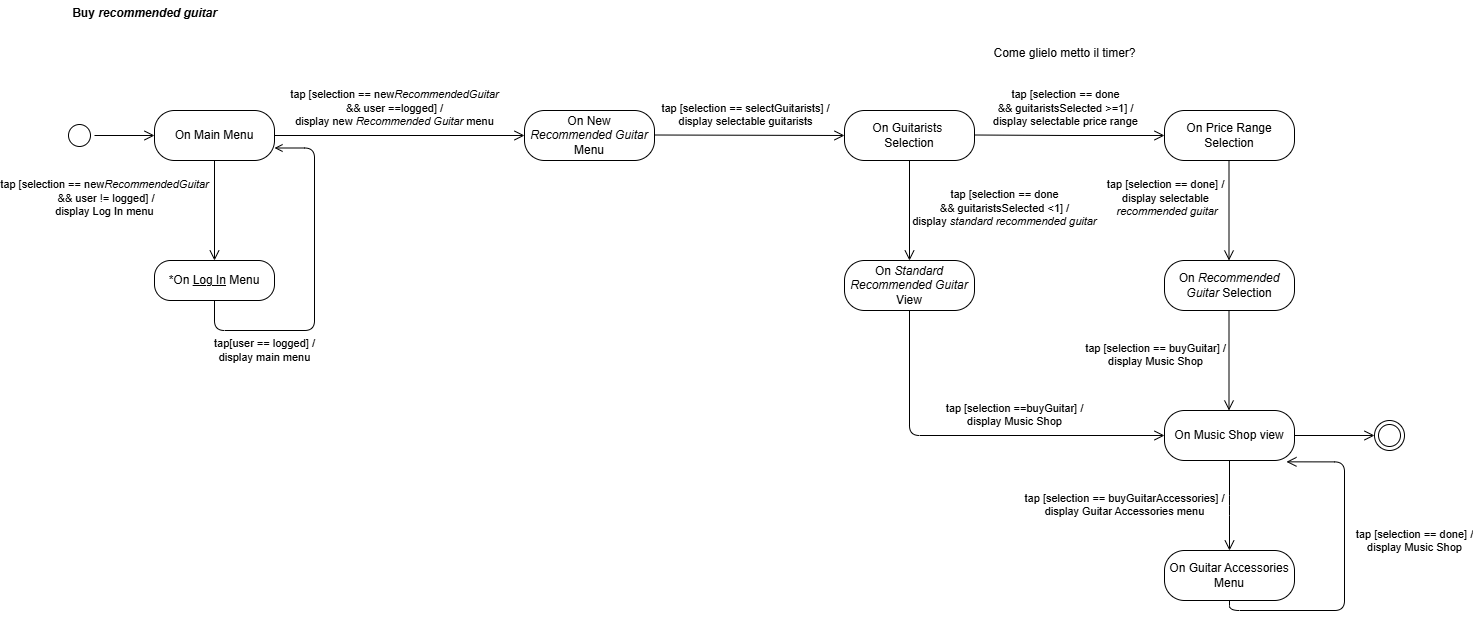 Buy recommended guitar
Come glielo metto il timer?
tap [selection == newRecommendedGuitar
&& user ==logged] /
display new Recommended Guitar menu
tap [selection == selectGuitarists] /
display selectable guitarists
tap [selection == done
&& guitaristsSelected >=1] /
display selectable price range
On Main Menu
On New
Recommended Guitar
Menu
On Guitarists
Selection
On Price Range
Selection
tap [selection == newRecommendedGuitar
&& user != logged] /
display Log In menu
tap [selection == done
&& guitaristsSelected <1] /
display standard recommended guitar
tap [selection == done] /
display selectable
recommended guitar
*On Log In Menu
On Standard
Recommended Guitar
View
On Recommended
Guitar Selection
tap[user == logged] /
display main menu
tap [selection == buyGuitar] /
display Music Shop
tap [selection ==buyGuitar] /
display Music Shop
On Music Shop view
tap [selection == buyGuitarAccessories] /
display Guitar Accessories menu
tap [selection == done] /
display Music Shop
On Guitar Accessories
Menu